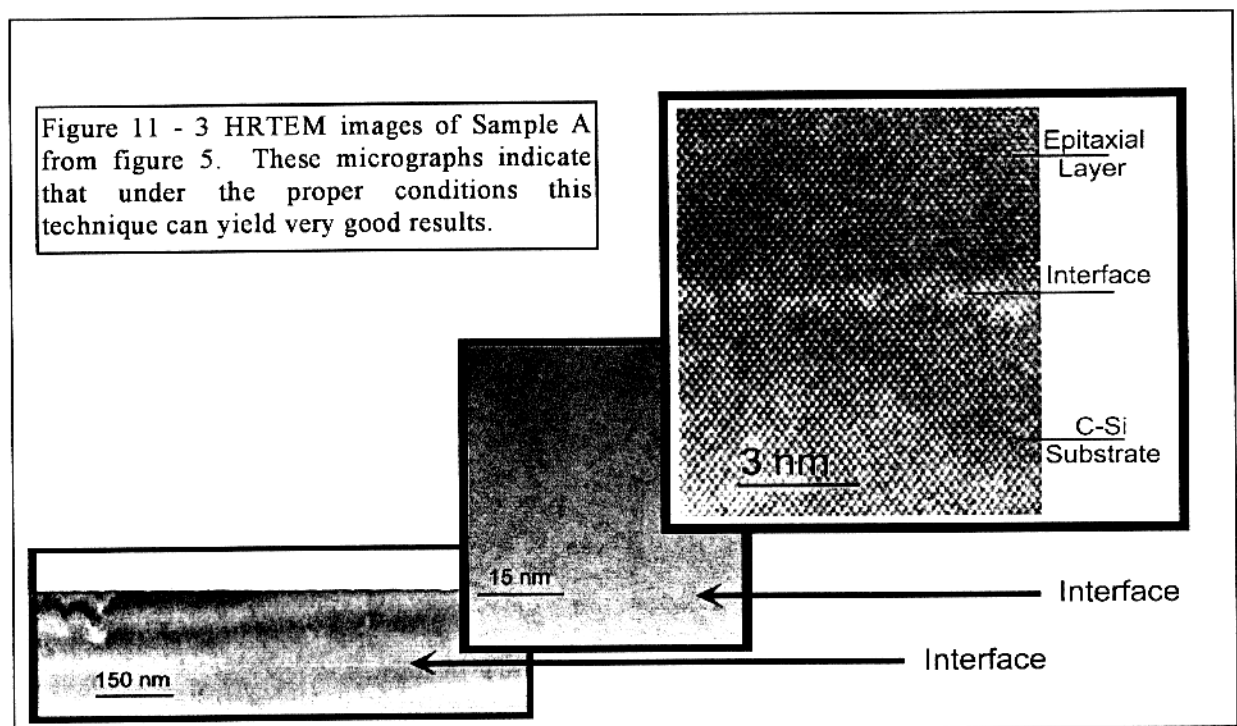 Figure 11 - 3 HRTEM images of Sample A
from figure 5. These micrographs indicate
that under the proper conditions this
technique can yield very good results.
Epitaxial
Layer
Interface
C-Si
Substrate
3 nm
15 nm
Interface
Interface
150 nm